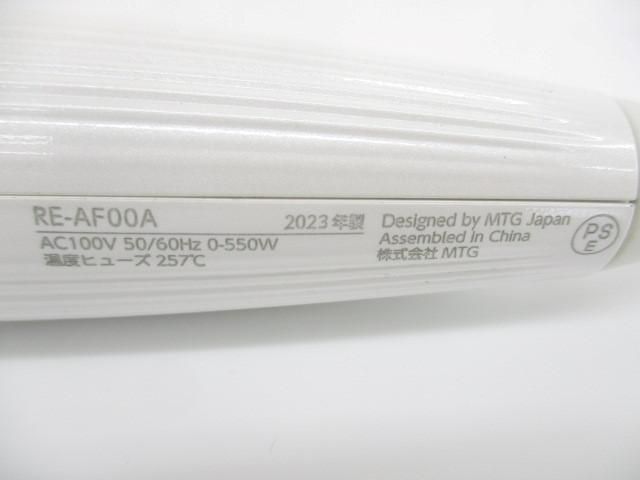 RE-AF00A 2023年製
AC100V 50/60Hz 0-550W
温度ヒューズ 257℃
Designed by MTG Japan
Assembled in China
株式会社 MTG
PS
E